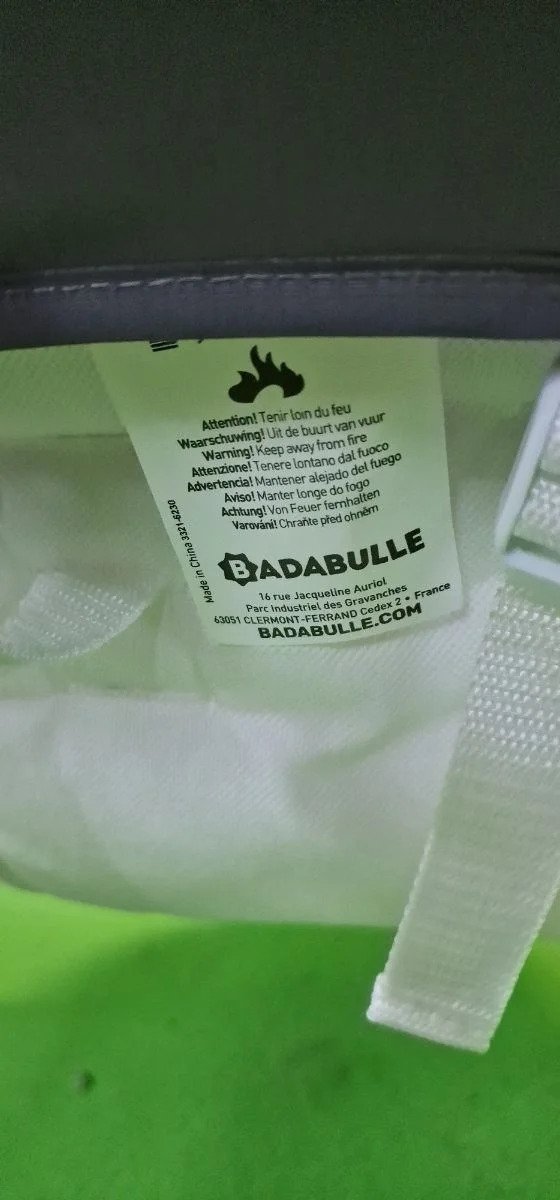 Attention! Tenir loin du feu
Waarschuwing! Uit de buurt van vuur
Warning! Keep away from fire
Attenzione! Tenere lontano dal fuoco
Advertencia! Mantener alejado del fuego
Aviso! Manter longe do fogo
Achtung! Von Feuer fernhalten
Varování! Chraňte před ohněm
Made in China 3321-6230
BADABULLE
16 rue Jacqueline Auriol
Parc Industriel des Gravanches
63051 CLERMONT-FERRAND Cedex 2 • France
BADABULLE.COM